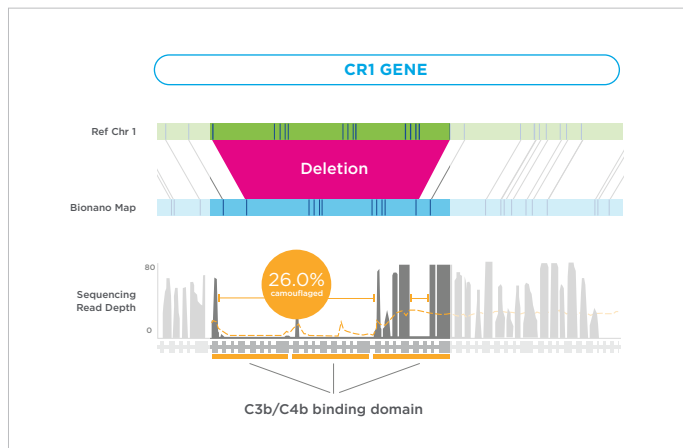 CR1 GENE
Ref Chr 1
Deletion
Bionano Map
Sequencing
Read Depth
80
0
26.0%
camouflaged
C3b/C4b binding domain